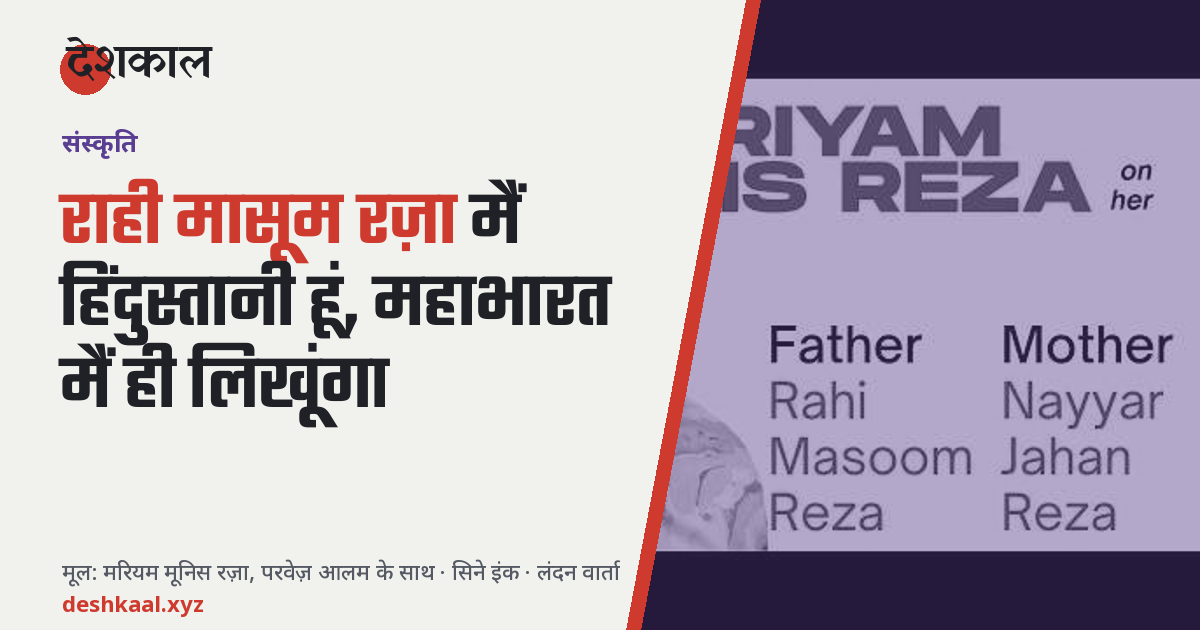 देशकाल
संस्कृति
राही मासूम रज़ा मैं
हिंदुस्तानी हूं, महाभारत
मैं ही लिखूंगा
मूल: मरियम मूनिस रज़ा, परवेज़ आलम के साथ · सिने इंक · लंदन वार्ता
deshkaal.xyz
RIYAM
IS REZA on
her
Father Mother
Rahi Nayyar
Masoom Jahan
Reza Reza